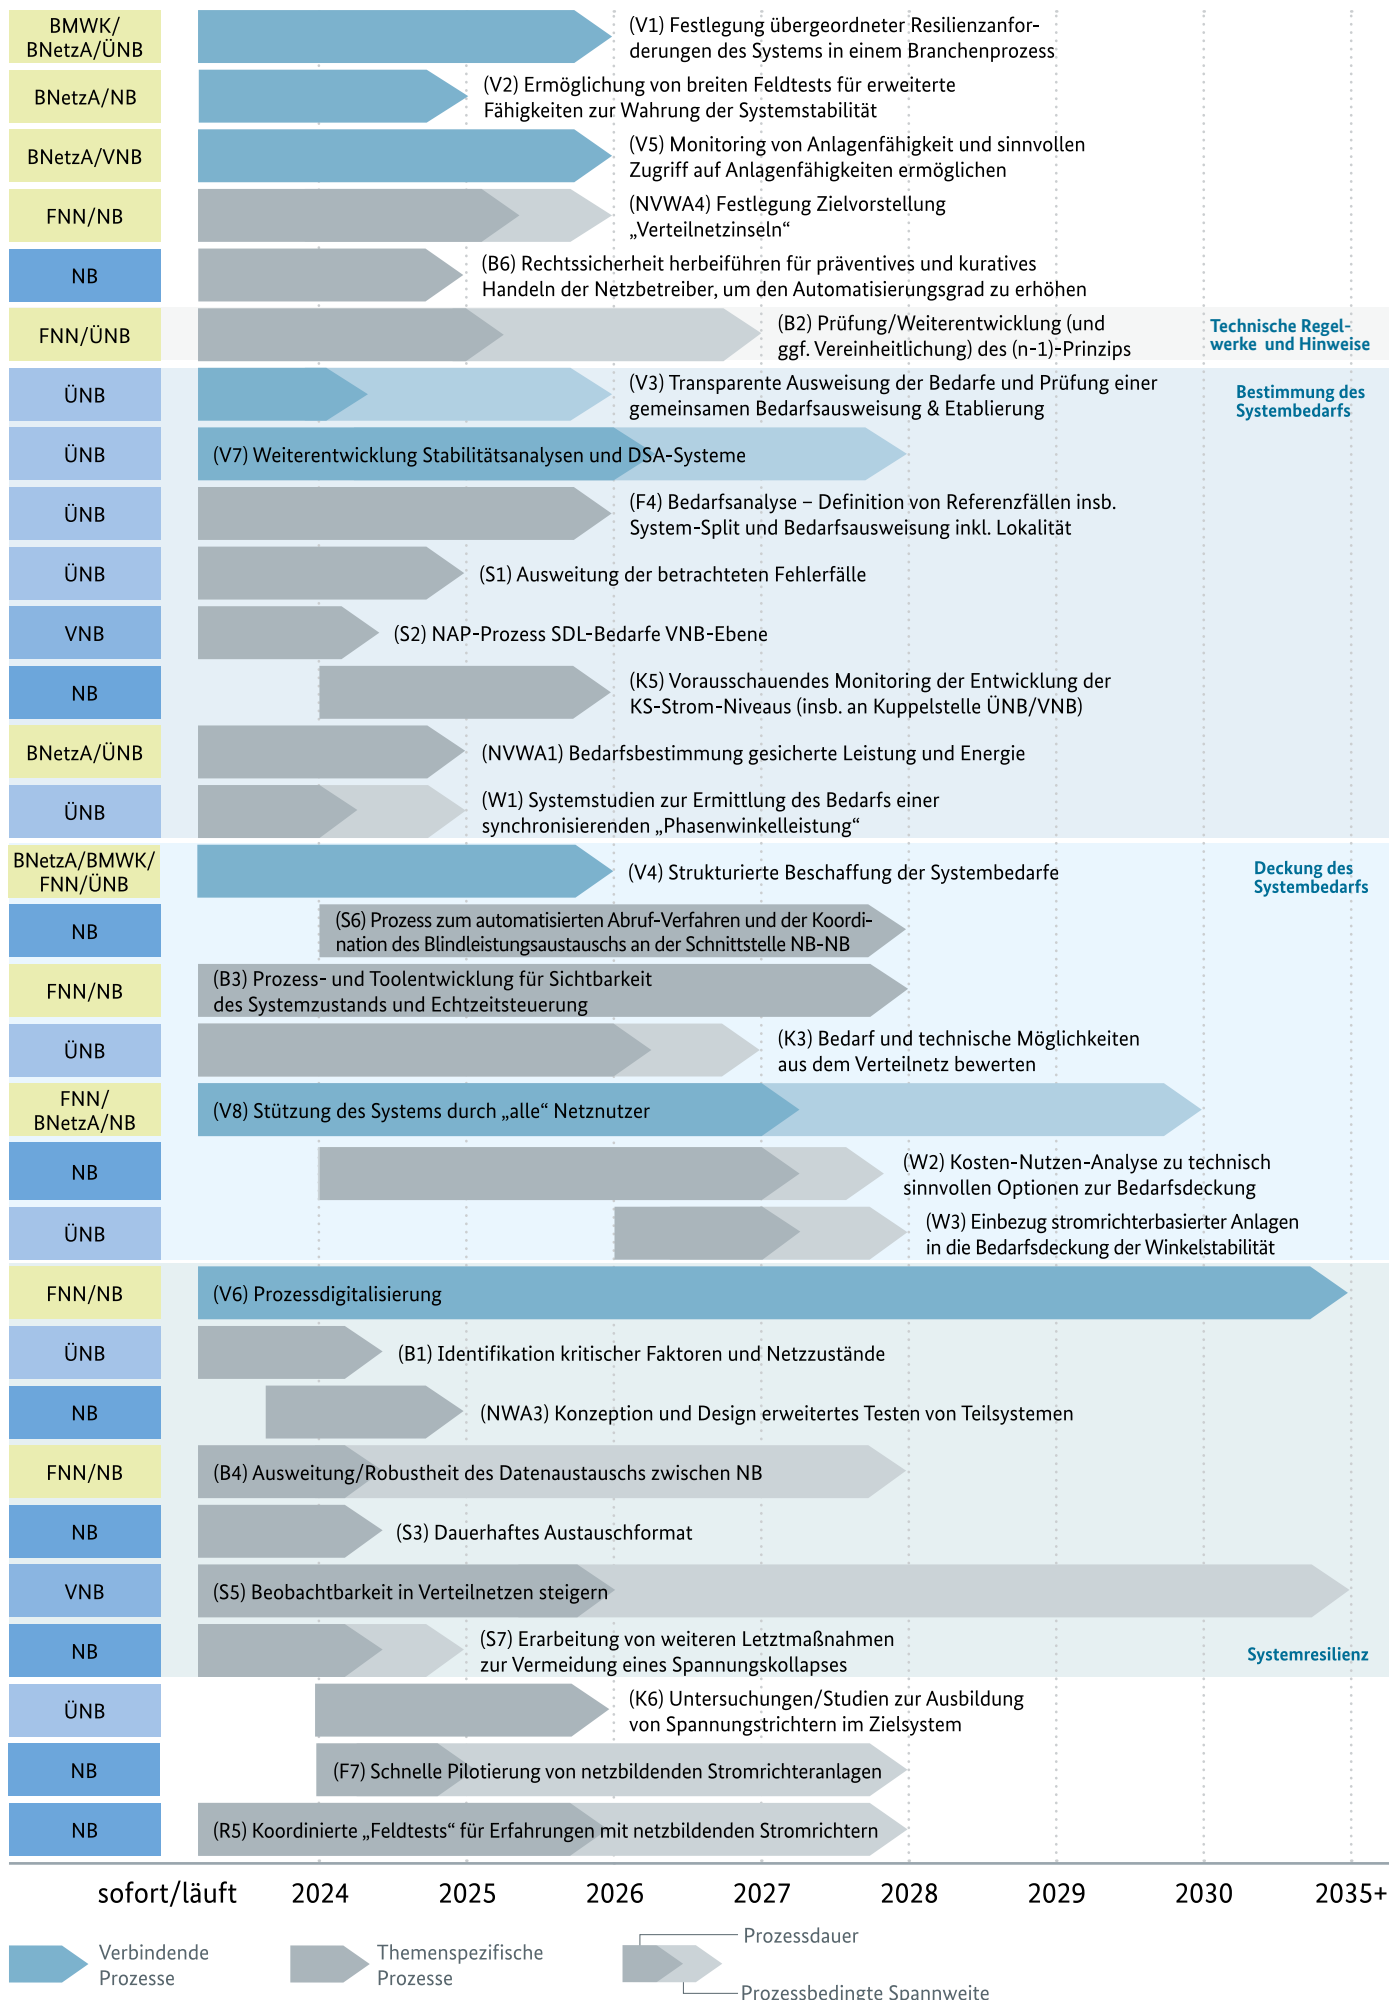 BMWK/
BNetzA/ÜNB
(V1) Festlegung übergeordneter Resilienzanfor-
derungen des Systems in einem Branchenprozess
BNetzA/NB
(V2) Ermöglichung von breiten Feldtests für erweiterte
Fähigkeiten zur Wahrung der Systemstabilität
BNetzA/VNB
(V5) Monitoring von Anlagenfähigkeit und sinnvollen
Zugriff auf Anlagenfähigkeiten ermöglichen
FNN/NB
(NVWA4) Festlegung Zielvorstellung
„Verteilnetzinseln“
NB
(B6) Rechtssicherheit herbeiführen für präventives und kuratives
Handeln der Netzbetreiber, um den Automatisierungsgrad zu erhöhen
FNN/ÜNB
(B2) Prüfung/Weiterentwicklung (und
ggf. Vereinheitlichung) des (n-1)-Prinzips
Technische Regel-
werke und Hinweise
ÜNB
(V3) Transparente Ausweisung der Bedarfe und Prüfung einer
gemeinsamen Bedarfsausweisung & Etablierung
Bestimmung des
Systembedarfs
ÜNB
(V7) Weiterentwicklung Stabilitätsanalysen und DSA-Systeme
ÜNB
(F4) Bedarfsanalyse – Definition von Referenzfällen insb.
System-Split und Bedarfsausweisung inkl. Lokalität
ÜNB
(S1) Ausweitung der betrachteten Fehlerfälle
VNB
(S2) NAP-Prozess SDL-Bedarfe VNB-Ebene
NB
(K5) Vorausschauendes Monitoring der Entwicklung der
KS-Strom-Niveaus (insb. an Kuppelstelle ÜNB/VNB)
BNetzA/ÜNB
(NVWA1) Bedarfsbestimmung gesicherte Leistung und Energie
ÜNB
(W1) Systemstudien zur Ermittlung des Bedarfs einer
synchronisierenden „Phasenwinkelleistung“
BNetzA/BMWK/
FNN/ÜNB
(V4) Strukturierte Beschaffung der Systembedarfe
Deckung des
Systembedarfs
NB
(S6) Prozess zum automatisierten Abruf-Verfahren und der Koordi-
nation des Blindleistungsaustauschs an der Schnittstelle NB-NB
FNN/NB
(B3) Prozess- und Toolentwicklung für Sichtbarkeit
des Systemzustands und Echtzeitsteuerung
ÜNB
(K3) Bedarf und technische Möglichkeiten
aus dem Verteilnetz bewerten
FNN/
BNetzA/NB
(V8) Stützung des Systems durch „alle“ Netznutzer
NB
(W2) Kosten-Nutzen-Analyse zu technisch
sinnvollen Optionen zur Bedarfsdeckung
ÜNB
(W3) Einbezug stromrichterbasierter Anlagen
in die Bedarfsdeckung der Winkelstabilität
FNN/NB
(V6) Prozessdigitalisierung
ÜNB
(B1) Identifikation kritischer Faktoren und Netzzustände
NB
(NWA3) Konzeption und Design erweitertes Testen von Teilsystemen
FNN/NB
(B4) Ausweitung/Robustheit des Datenaustauschs zwischen NB
NB
(S3) Dauerhaftes Austauschformat
VNB
(S5) Beobachtbarkeit in Verteilnetzen steigern
NB
(S7) Erarbeitung von weiteren Letztmaßnahmen
zur Vermeidung eines Spannungskollapses
Systemresilienz
ÜNB
(K6) Untersuchungen/Studien zur Ausbildung
von Spannungstrichtern im Zielsystem
NB
(F7) Schnelle Pilotierung von netzbildenden Stromrichteranlagen
NB
(R5) Koordinierte „Feldtests“ für Erfahrungen mit netzbildenden Stromrichtern
sofort/läuft 2024 2025 2026 2027 2028 2029 2030 2035+
Verbindende
Prozesse
Themenspezifische
Prozesse
Prozessdauer
Prozessbedingte Spannweite